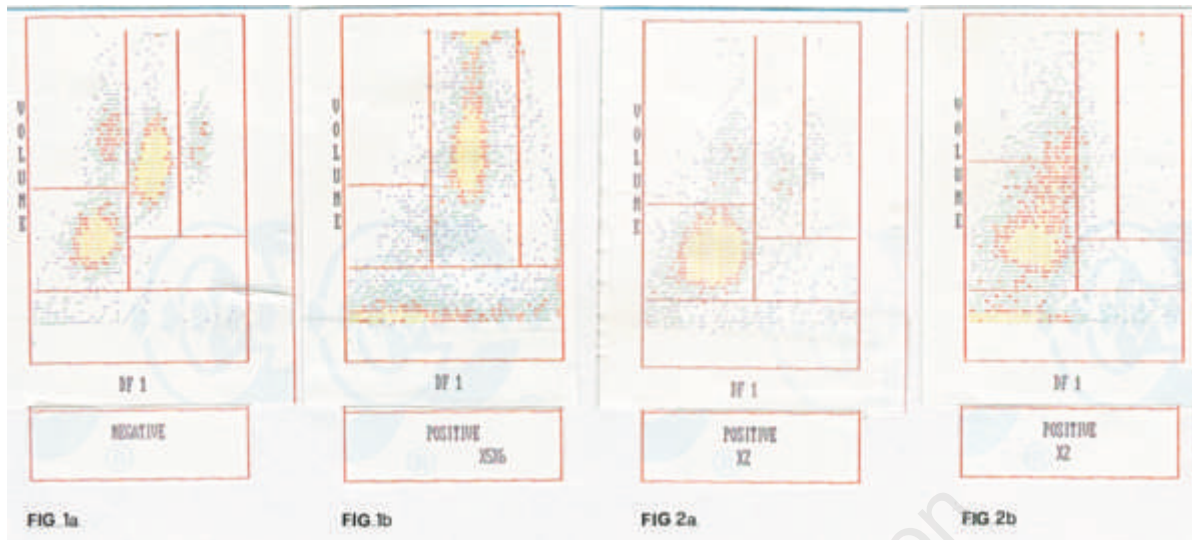 VOLUME
DF 1
NEGATIVE
FIG.1a
VOLUME
DF 1
POSITIVE
X5X6
FIG.1b
VOLUME
DF 1
POSITIVE
X2
FIG 2a
VOLUME
DF 1
POSITIVE
X2
FIG 2b